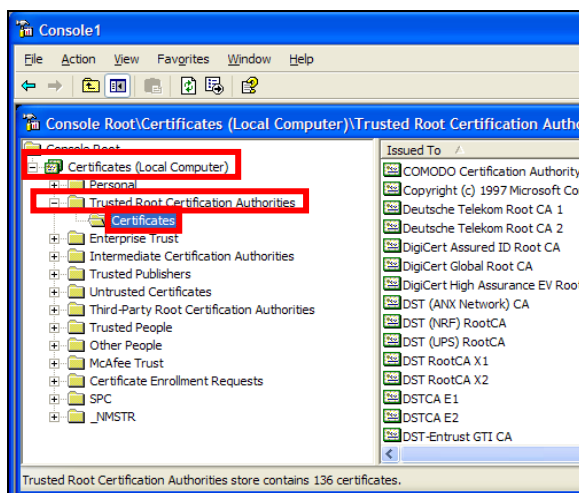 Console1
File Action View Favorites Window Help
Console Root\Certificates (Local Computer)\Trusted Root Certification Autho
Console Root
Certificates (Local Computer)
Personal
Trusted Root Certification Authorities
Certificates
Enterprise Trust
Intermediate Certification Authorities
Trusted Publishers
Untrusted Certificates
Third-Party Root Certification Authorities
Trusted People
Other People
McAfee Trust
Certificate Enrollment Requests
SPC
_NMSTR
Issued To
COMODO Certification Authority
Copyright (c) 1997 Microsoft Co
Deutsche Telekom Root CA 1
Deutsche Telekom Root CA 2
DigiCert Assured ID Root CA
DigiCert Global Root CA
DigiCert High Assurance EV Roo
DST (ANX Network) CA
DST (NRF) RootCA
DST (UPS) RootCA
DST RootCA X1
DST RootCA X2
DSTCA E1
DSTCA E2
DST-Entrust GTI CA
Trusted Root Certification Authorities store contains 136 certificates.